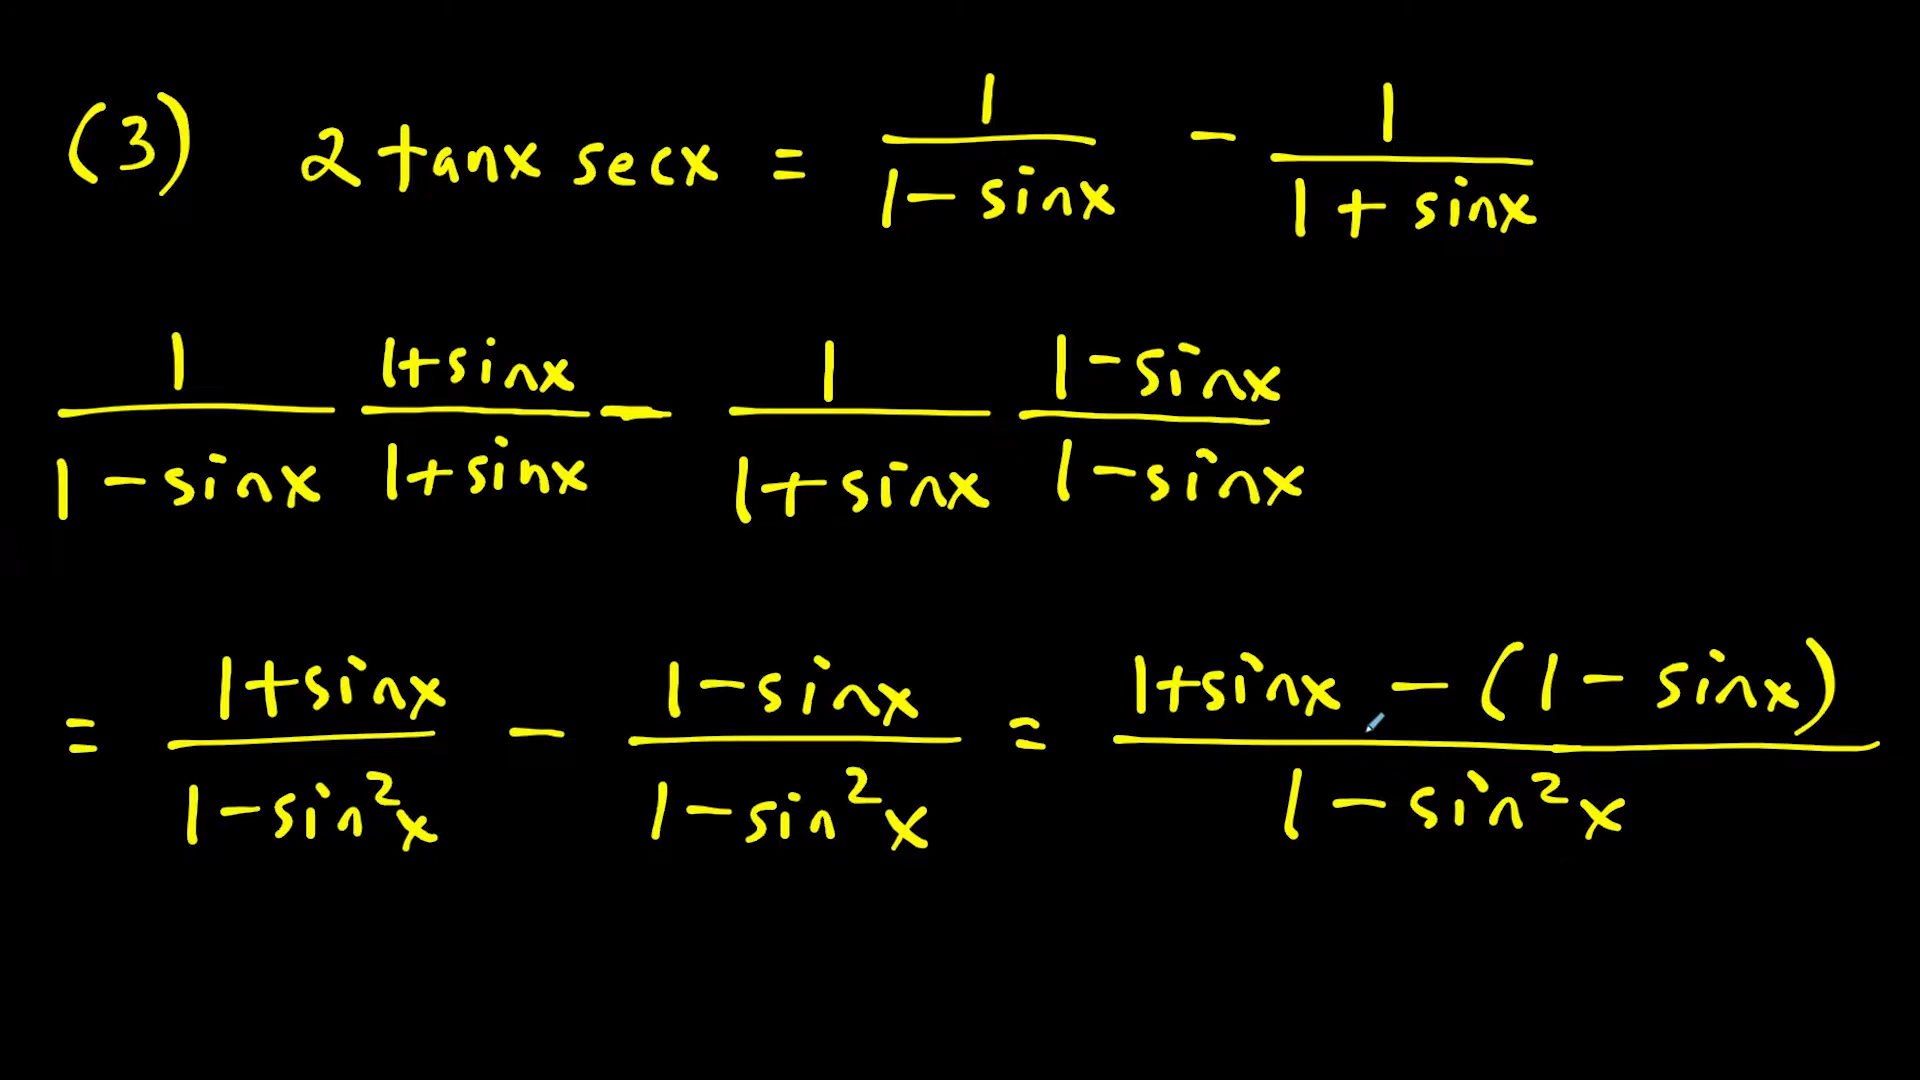 (3) 2 tanx secx = 1/(1 - sinx) - 1/(1 + sinx)
1/(1 - sinx) (1+sinx)/(1+sinx) - 1/(1+sinx) (1-sinx)/(1-sinx)
= (1+sinx)/(1-sin²x) - (1-sinx)/(1-sin²x) = (1+sinx - (1 - sinx))/(1 - sin²x)